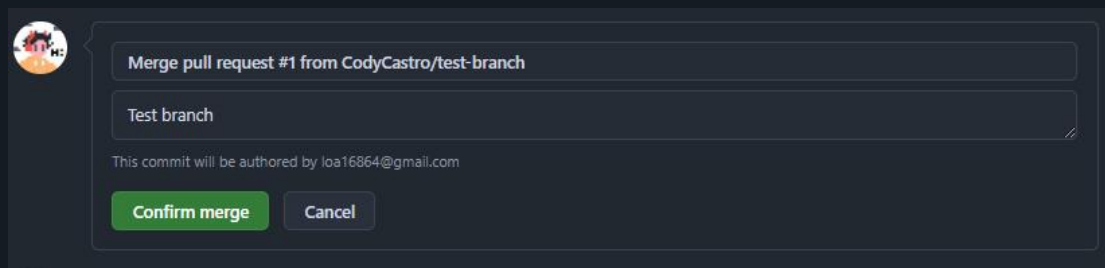 H:
Merge pull request #1 from CodyCastro/test-branch
Test branch
This commit will be authored by loa16864@gmail.com
Confirm merge
Cancel